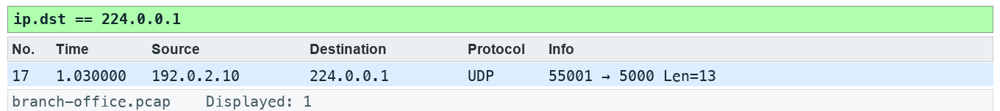 ip.dst == 224.0.0.1
No. Time Source Destination Protocol Info
17 1.030000 192.0.2.10 224.0.0.1 UDP 55001 → 5000 Len=13
branch-office.pcap Displayed: 1